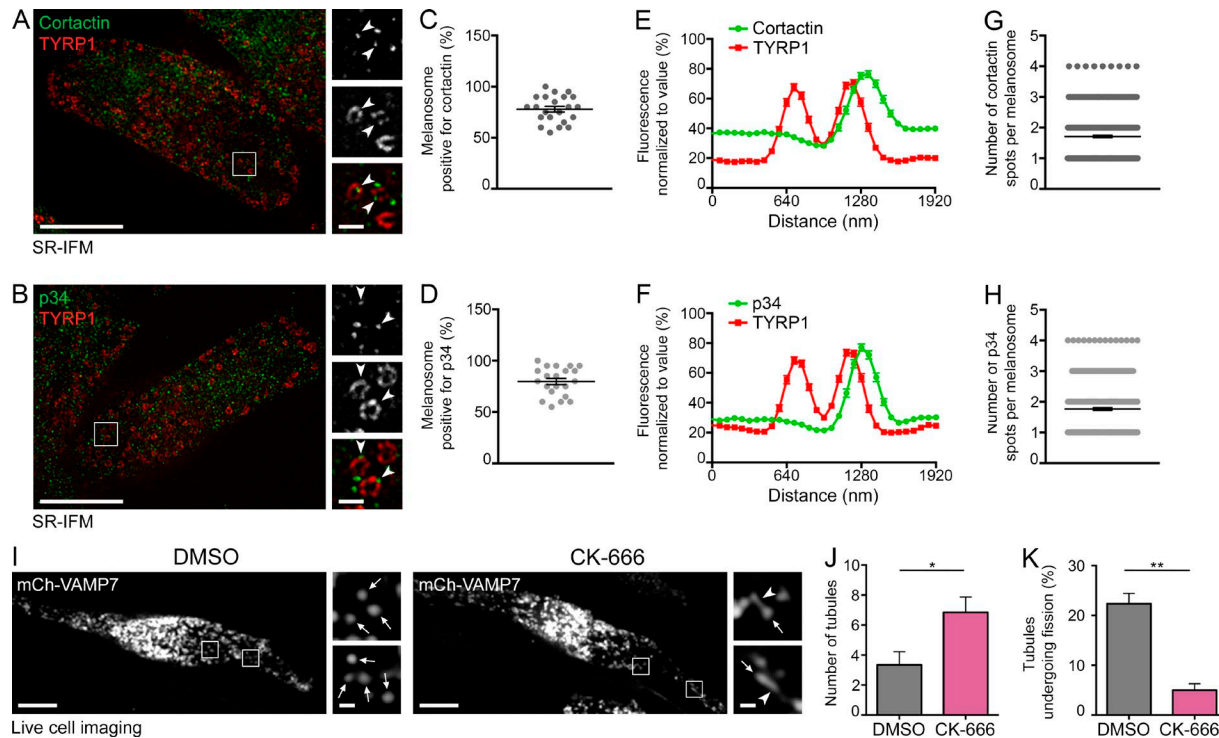 A
Cortactin
TYRP1
SR-IFM
C
Melanosome
positive for cortactin (%)
150
100
50
0
E
Cortactin
TYRP1
Fluorescence
normalized to value (%)
100
80
60
40
20
0
0
640
1280
1920
Distance (nm)
G
Number of cortactin
spots per melanosome
5
4
3
2
1
0
B
p34
TYRP1
SR-IFM
D
Melanosome
positive for p34 (%)
150
100
50
0
F
p34
TYRP1
Fluorescence
normalized to value (%)
100
80
60
40
20
0
0
640
1280
1920
Distance (nm)
H
Number of p34
spots per melanosome
5
4
3
2
1
0
I
DMSO
mCh-VAMP7
CK-666
mCh-VAMP7
Live cell imaging
J
Number of tubules
10
8
6
4
2
0
*
DMSO
CK-666
K
Tubules
undergoing fission (%)
30
20
10
0
**
DMSO
CK-666